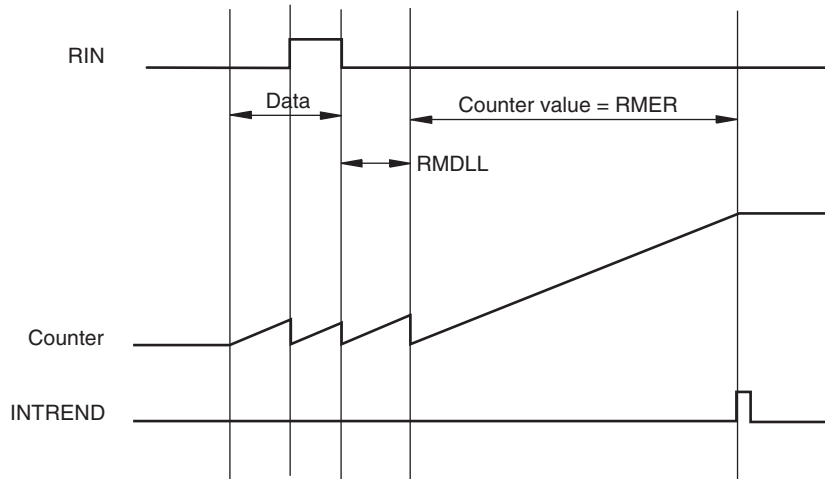 RIN
Data
Counter value = RMER
RMDLL
Counter
INTREND